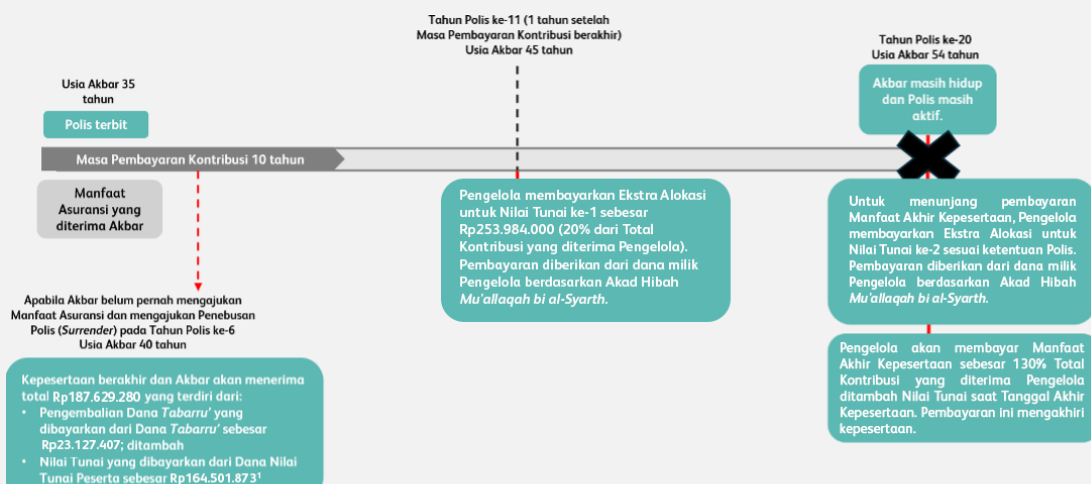 Tahun Polis ke-11 (1 tahun setelah
Masa Pembayaran Kontribusi berakhir)
Usia Akbar 45 tahun
Tahun Polis ke-20
Usia Akbar 54 tahun
Usia Akbar 35
tahun
Polis terbit
Akbar masih hidup
dan Polis masih
aktif.
Masa Pembayaran Kontribusi 10 tahun
Manfaat
Asuransi yang
diterima Akbar
Pengelola membayarkan Ekstra Alokasi
untuk Nilai Tunai ke-1 sebesar
Rp253.984.000 (20% dari Total
Kontribusi yang diterima Pengelola).
Pembayaran diberikan dari dana milik
Pengelola berdasarkan Akad Hibah
Mu'allaqah bi al-Syarth.
Untuk menunjang pembayaran
Manfaat Akhir Kepesertaan, Pengelola
membayarkan Ekstra Alokasi untuk
Nilai Tunai ke-2 sesuai ketentuan Polis.
Pembayaran diberikan dari dana milik
Pengelola berdasarkan Akad Hibah
Mu'allaqah bi al-Syarth.
Apabila Akbar belum pernah mengajukan
Manfaat Asuransi dan mengajukan Penebusan
Polis (Surrender) pada Tahun Polis ke-6
Usia Akbar 40 tahun
Pengelola akan membayar Manfaat
Akhir Kepesertaan sebesar 130% Total
Kontribusi yang diterima Pengelola
ditambah Nilai Tunai saat Tanggal Akhir
Kepesertaan. Pembayaran ini mengakhiri
kepesertaan.
Kepesertaan berakhir dan Akbar akan menerima
total Rp187.629.280 yang terdiri dari:
• Pengembalian Dana Tabarru' yang
dibayarkan dari Dana Tabarru' sebesar
Rp23.127.407; ditambah
• Nilai Tunai yang dibayarkan dari Dana Nilai
Tunai Peserta sebesar Rp164.501.873¹